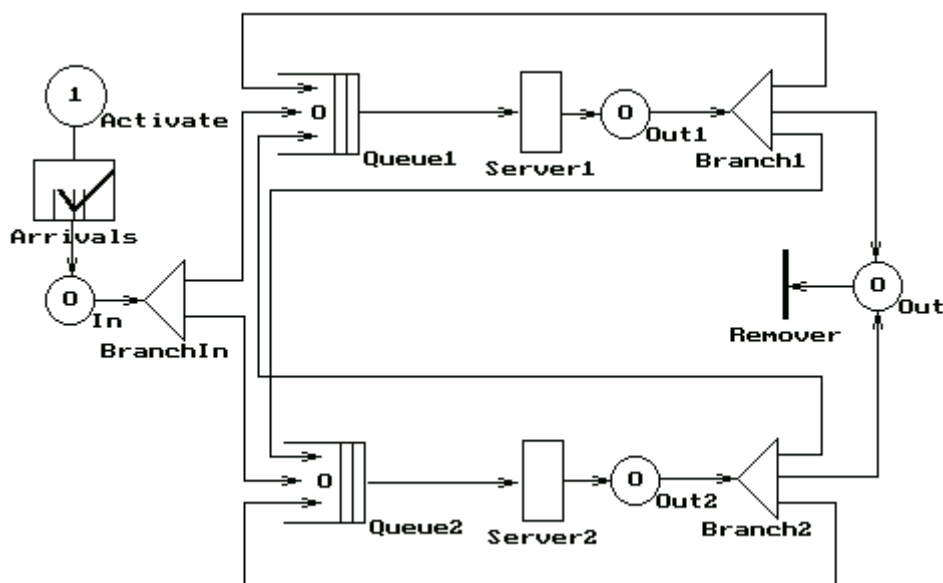 1
Activate
Arrivals
0
In
BranchIn
0
Queue1
Server1
0
Out1
Branch1
0
Out
Remover
0
Queue2
Server2
0
Out2
Branch2